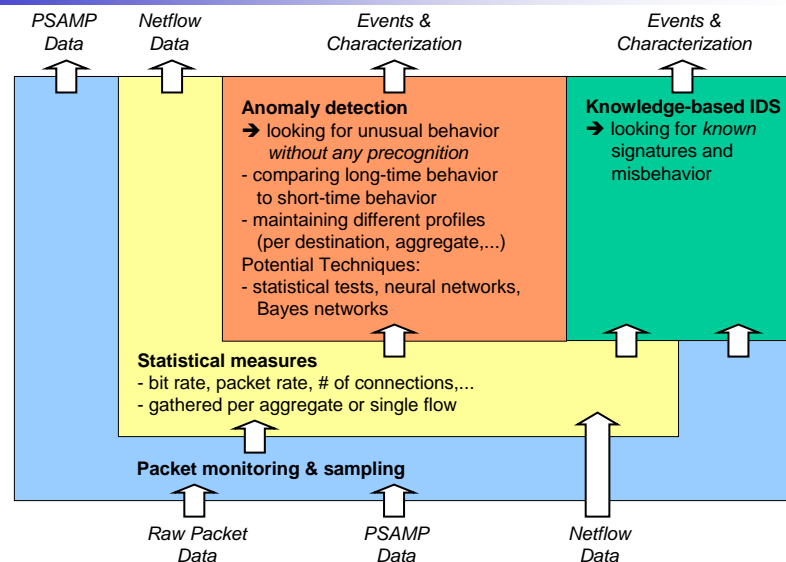 PSAMP
Data
Netflow
Data
Events &
Characterization
Events &
Characterization
Anomaly detection
➔ looking for unusual behavior
without any precognition
- comparing long-time behavior
to short-time behavior
- maintaining different profiles
(per destination, aggregate,...)
Potential Techniques:
- statistical tests, neural networks,
Bayes networks
Knowledge-based IDS
➔ looking for known
signatures and
misbehavior
Statistical measures
- bit rate, packet rate, # of connections,...
- gathered per aggregate or single flow
Packet monitoring & sampling
Raw Packet
Data
PSAMP
Data
Netflow
Data